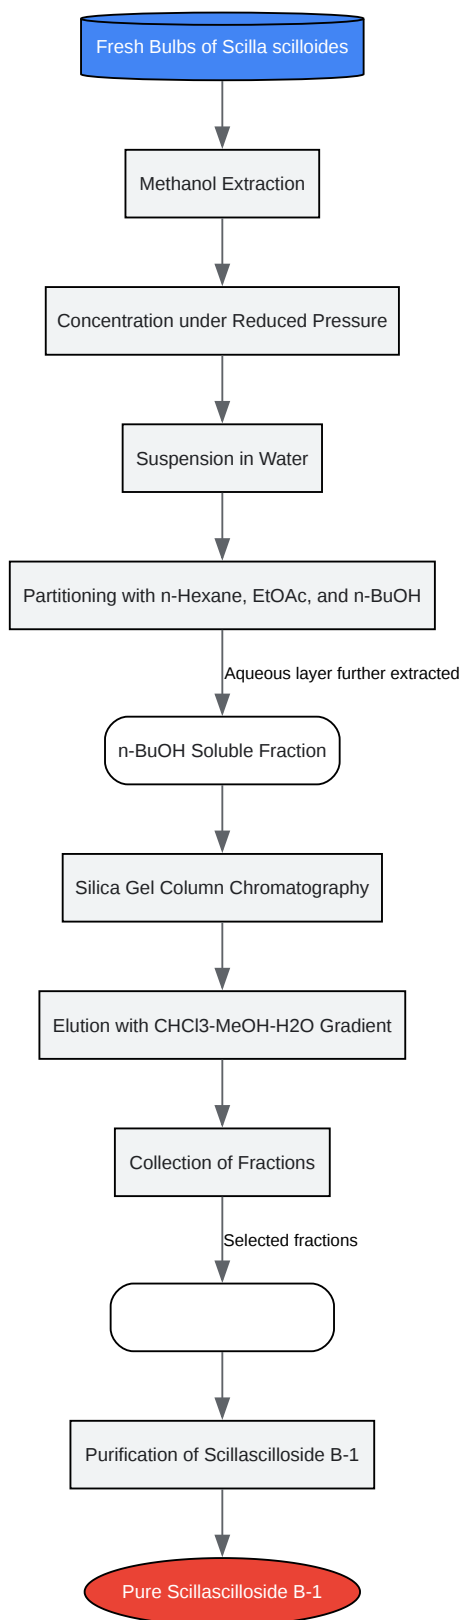 Fresh Bulbs of Scilla scilloides
Methanol Extraction
Concentration under Reduced Pressure
Suspension in Water
Partitioning with n-Hexane, EtOAc, and n-BuOH
Aqueous layer further extracted
n-BuOH Soluble Fraction
Silica Gel Column Chromatography
Elution with CHCl3-MeOH-H2O Gradient
Collection of Fractions
Selected fractions
Purification of Scillascilloside B-1
Pure Scillascilloside B-1